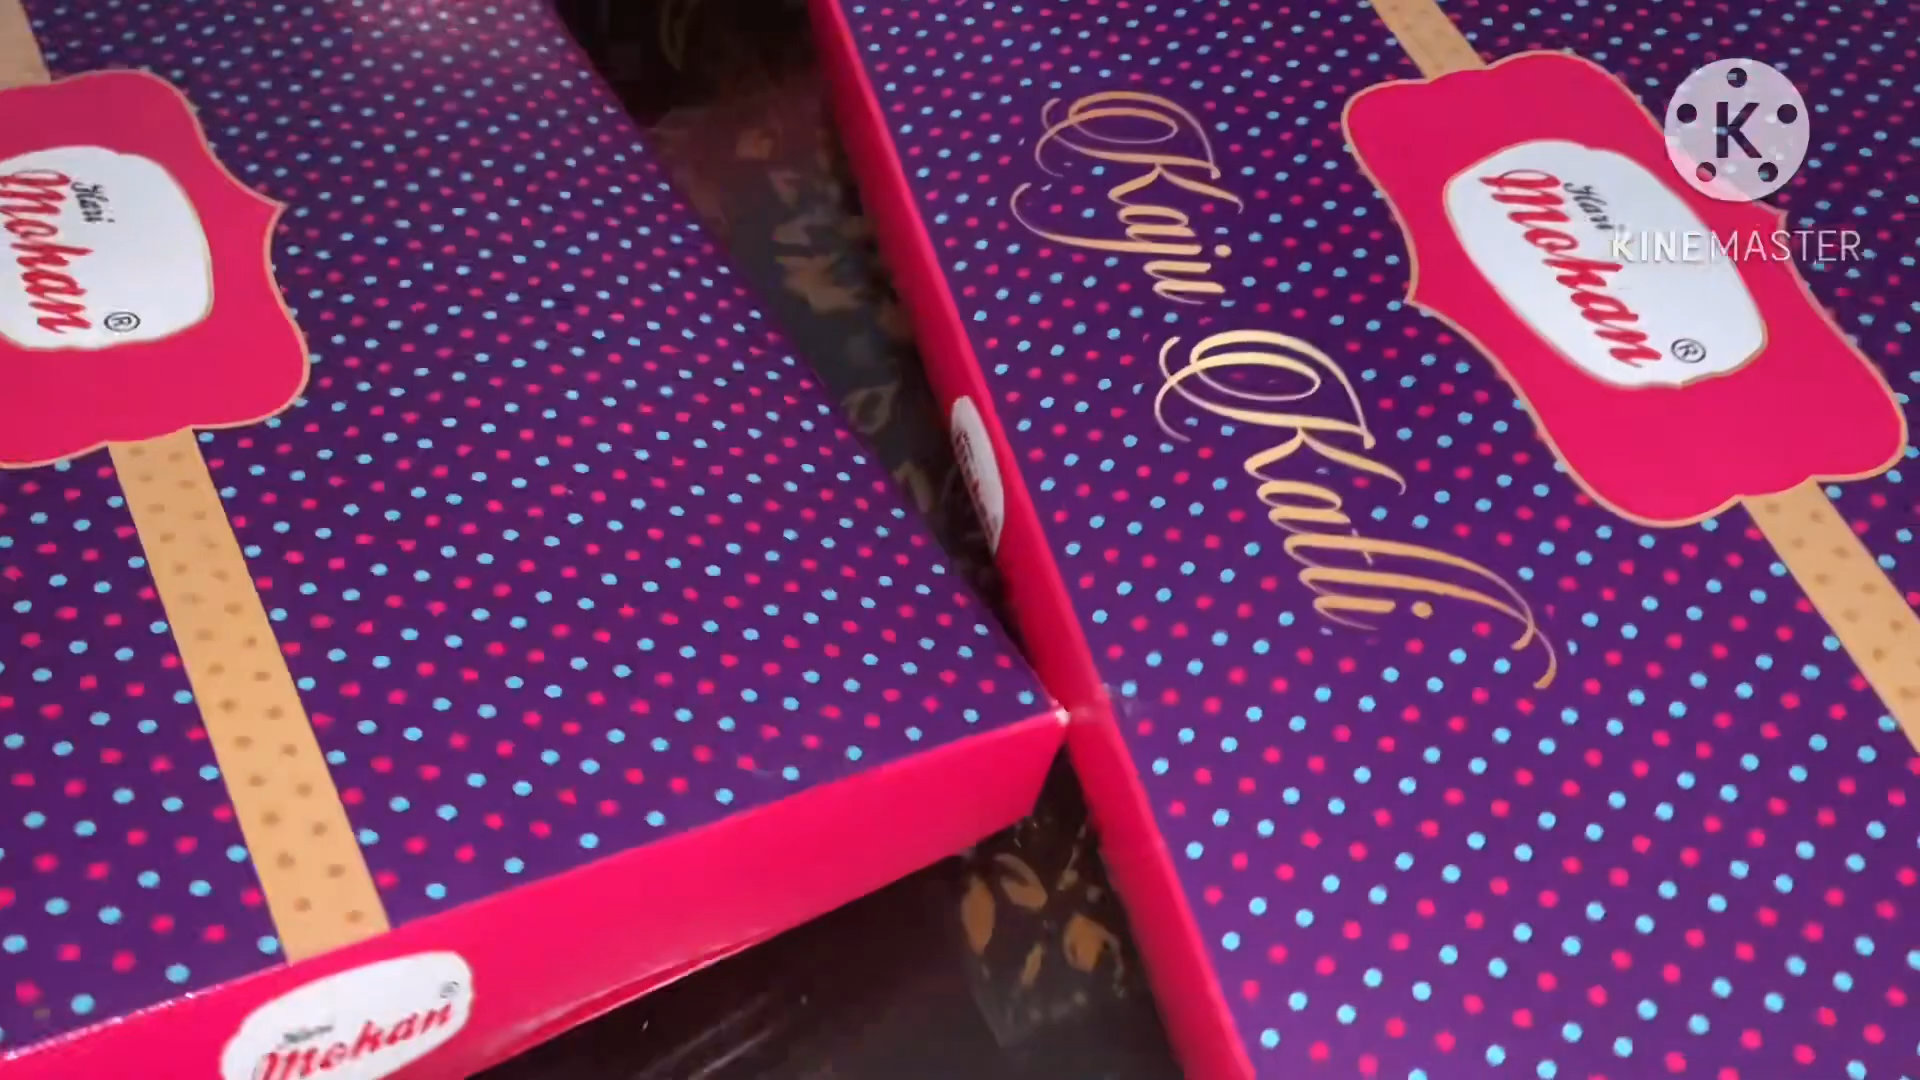 Hari
Mohan
®
Kaju Katli
Hari
Mohan
®
K
KINEMASTER
Mohan
®